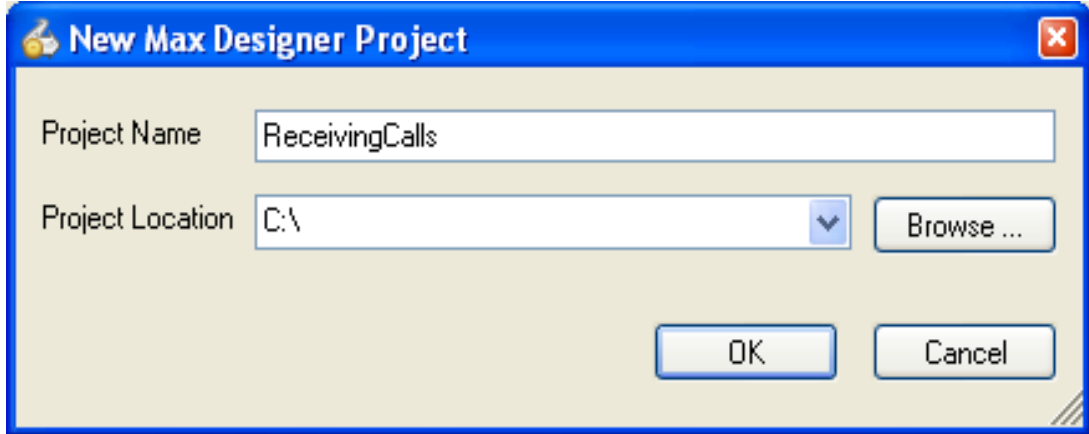 New Max Designer Project
Project Name ReceivingCalls
Project Location C:\ Browse ...
OK Cancel